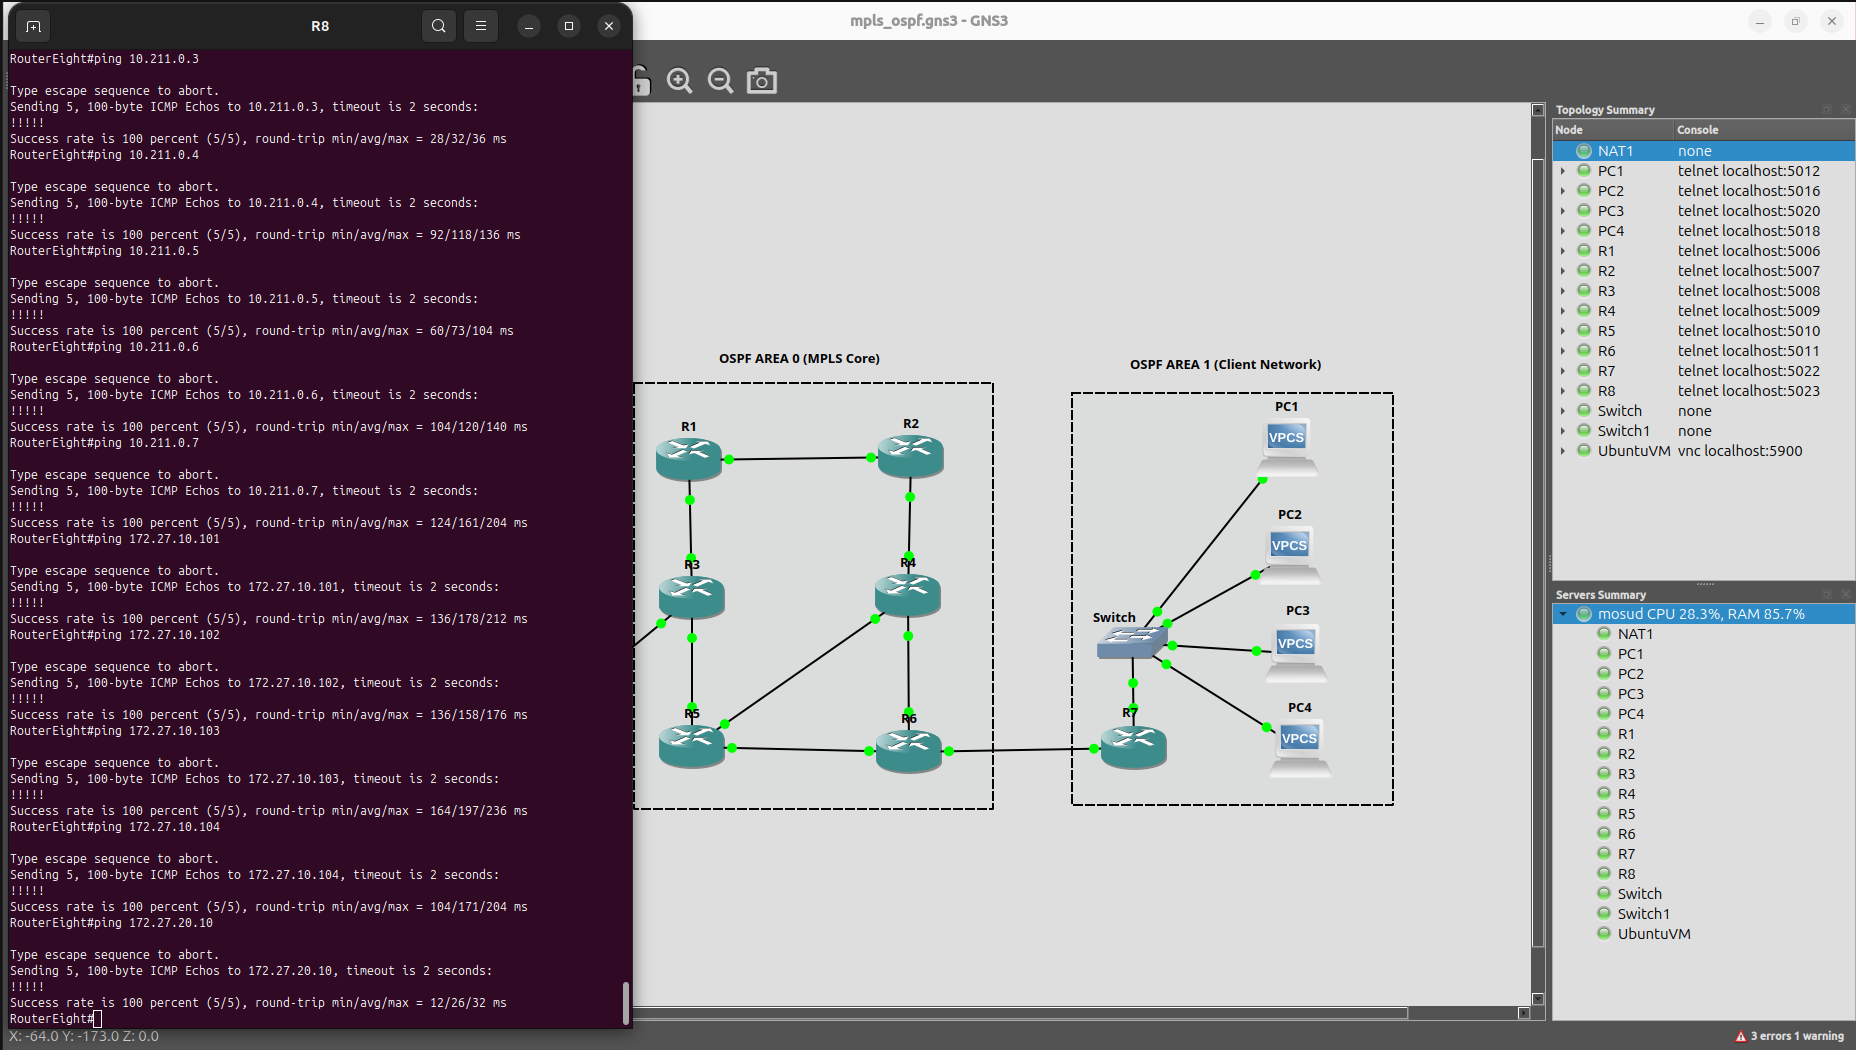 R8
mpls_ospf.gns3 - GNS3
RouterEight#ping 10.211.0.3
Type escape sequence to abort.
Sending 5, 100-byte ICMP Echos to 10.211.0.3, timeout is 2 seconds:
!!!!!
Success rate is 100 percent (5/5), round-trip min/avg/max = 28/32/36 ms
RouterEight#ping 10.211.0.4
Type escape sequence to abort.
Sending 5, 100-byte ICMP Echos to 10.211.0.4, timeout is 2 seconds:
!!!!!
Success rate is 100 percent (5/5), round-trip min/avg/max = 92/118/136 ms
RouterEight#ping 10.211.0.5
Type escape sequence to abort.
Sending 5, 100-byte ICMP Echos to 10.211.0.5, timeout is 2 seconds:
!!!!!
Success rate is 100 percent (5/5), round-trip min/avg/max = 60/73/104 ms
RouterEight#ping 10.211.0.6
Type escape sequence to abort.
Sending 5, 100-byte ICMP Echos to 10.211.0.6, timeout is 2 seconds:
!!!!!
Success rate is 100 percent (5/5), round-trip min/avg/max = 104/120/140 ms
RouterEight#ping 10.211.0.7
Type escape sequence to abort.
Sending 5, 100-byte ICMP Echos to 10.211.0.7, timeout is 2 seconds:
!!!!!
Success rate is 100 percent (5/5), round-trip min/avg/max = 124/161/204 ms
RouterEight#ping 172.27.10.101
Type escape sequence to abort.
Sending 5, 100-byte ICMP Echos to 172.27.10.101, timeout is 2 seconds:
!!!!!
Success rate is 100 percent (5/5), round-trip min/avg/max = 136/178/212 ms
RouterEight#ping 172.27.10.102
Type escape sequence to abort.
Sending 5, 100-byte ICMP Echos to 172.27.10.102, timeout is 2 seconds:
!!!!!
Success rate is 100 percent (5/5), round-trip min/avg/max = 136/158/176 ms
RouterEight#ping 172.27.10.103
Type escape sequence to abort.
Sending 5, 100-byte ICMP Echos to 172.27.10.103, timeout is 2 seconds:
!!!!!
Success rate is 100 percent (5/5), round-trip min/avg/max = 164/197/236 ms
RouterEight#ping 172.27.10.104
Type escape sequence to abort.
Sending 5, 100-byte ICMP Echos to 172.27.10.104, timeout is 2 seconds:
!!!!!
Success rate is 100 percent (5/5), round-trip min/avg/max = 104/171/204 ms
RouterEight#ping 172.27.20.10
Type escape sequence to abort.
Sending 5, 100-byte ICMP Echos to 172.27.20.10, timeout is 2 seconds:
!!!!!
Success rate is 100 percent (5/5), round-trip min/avg/max = 12/26/32 ms
RouterEight#
X: -64.0 Y: -173.0 Z: 0.0
OSPF AREA 0 (MPLS Core)
R1
R2
R3
R4
R5
R6
OSPF AREA 1 (Client Network)
PC1
VPCS
PC2
VPCS
PC3
VPCS
Switch
PC4
VPCS
R7
Topology Summary
Node Console
NAT1 none
PC1 telnet localhost:5012
PC2 telnet localhost:5016
PC3 telnet localhost:5020
PC4 telnet localhost:5018
R1 telnet localhost:5006
R2 telnet localhost:5007
R3 telnet localhost:5008
R4 telnet localhost:5009
R5 telnet localhost:5010
R6 telnet localhost:5011
R7 telnet localhost:5022
R8 telnet localhost:5023
Switch none
Switch1 none
UbuntuVM vnc localhost:5900
Servers Summary
mosud CPU 28.3%, RAM 85.7%
NAT1
PC1
PC2
PC3
PC4
R1
R2
R3
R4
R5
R6
R7
R8
Switch
Switch1
UbuntuVM
3 errors 1 warning